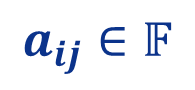 𝒂ᵢⱼ ∈ 𝔽